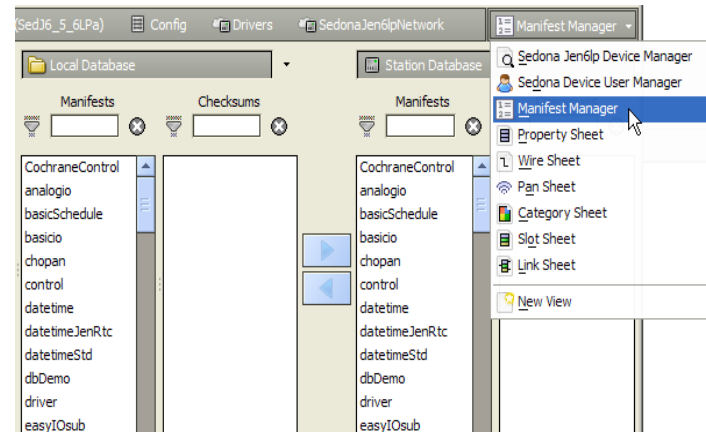 (SedJ6_5_6LPa) Config Drivers SedonaJen6lpNetwork Manifest Manager
Local Database
Station Database
Manifests Checksums Manifests
Sedona Jen6lp Device Manager
Sedona Device User Manager
Manifest Manager
Property Sheet
Wire Sheet
Pan Sheet
Category Sheet
Slot Sheet
Link Sheet
New View
CochraneControl
analogio
basicSchedule
basicio
chopan
control
datetime
datetimeJenRtc
datetimeStd
dbDemo
driver
easyIOsub
CochraneControl
analogio
basicSchedule
basicio
chopan
control
datetime
datetimeJenRtc
datetimeStd
dbDemo
driver
easyIOsub